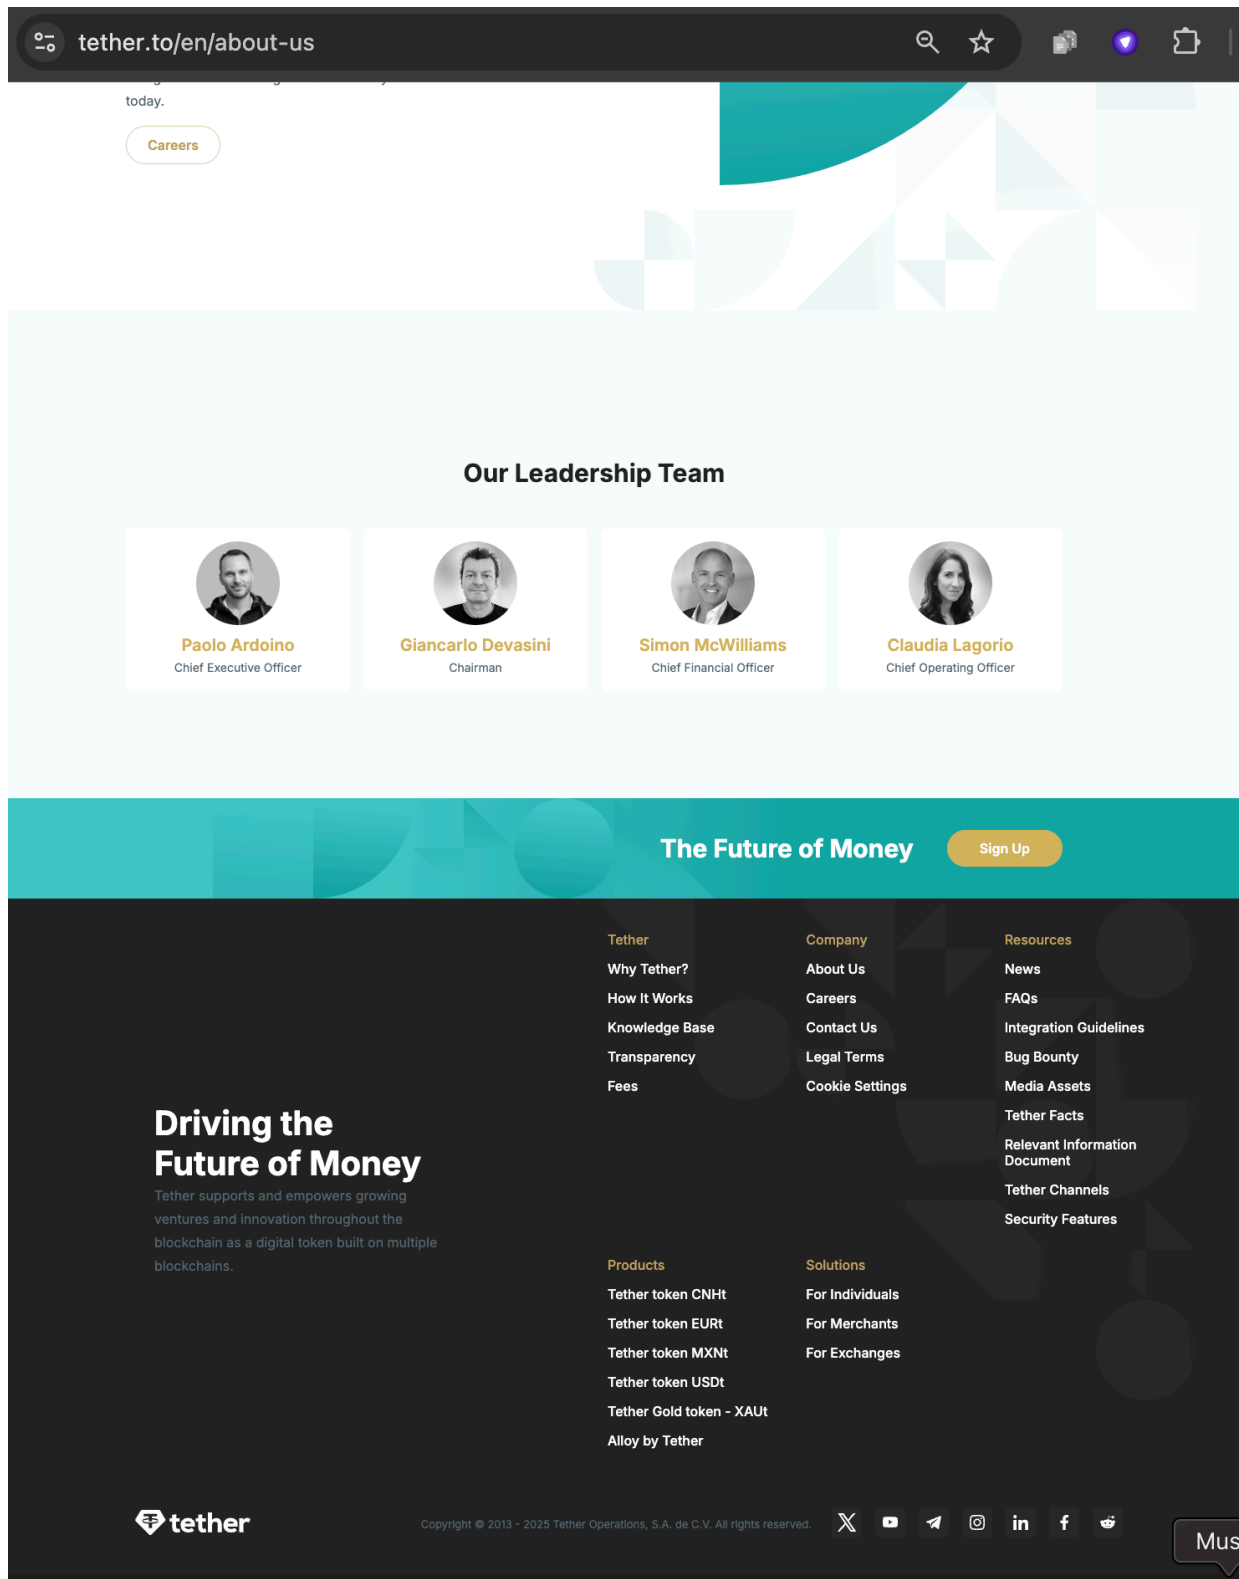 tether.to/en/about-us
today.
Careers
Our Leadership Team
Paolo Ardoino
Chief Executive Officer
Giancarlo Devasini
Chairman
Simon McWilliams
Chief Financial Officer
Claudia Lagorio
Chief Operating Officer
The Future of Money
Sign Up
Driving the
Future of Money
Tether supports and empowers growing
ventures and innovation throughout the
blockchain as a digital token built on multiple
blockchains.
Tether
Why Tether?
How It Works
Knowledge Base
Transparency
Fees
Company
About Us
Careers
Contact Us
Legal Terms
Cookie Settings
Resources
News
FAQs
Integration Guidelines
Bug Bounty
Media Assets
Tether Facts
Relevant Information
Document
Tether Channels
Security Features
Products
Tether token CNHt
Tether token EURt
Tether token MXNt
Tether token USDt
Tether Gold token - XAUt
Alloy by Tether
Solutions
For Individuals
For Merchants
For Exchanges
tether
Copyright © 2013 - 2025 Tether Operations, S.A. de C.V. All rights reserved.
Mus